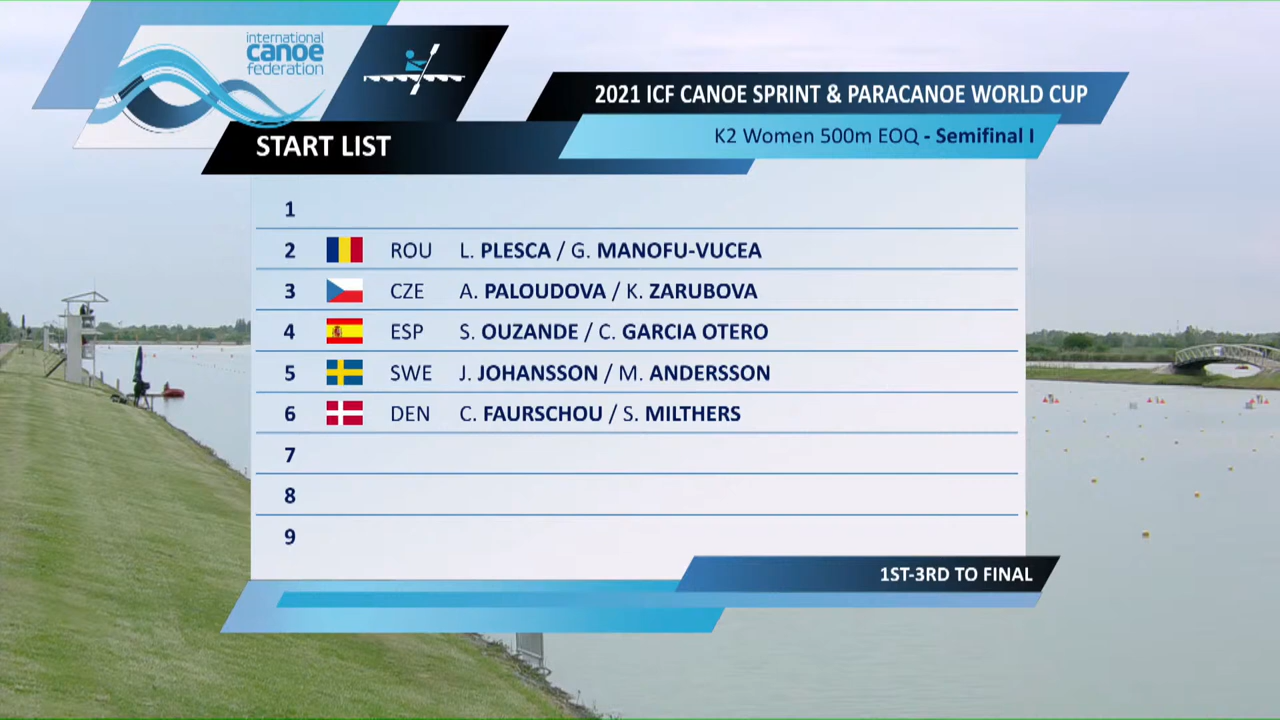 international
canoe
federation
2021 ICF CANOE SPRINT & PARACANOE WORLD CUP
START LIST
K2 Women 500m EOQ - Semifinal I
1
2 ROU L. PLESCA / G. MANOFU-VUCEA
3 CZE A. PALOUDOVA / K. ZARUBOVA
4 ESP S. OUZANDE / C. GARCIA OTERO
5 SWE J. JOHANSSON / M. ANDERSSON
6 DEN C. FAURSCHOU / S. MILTHERS
7
8
9
1ST-3RD TO FINAL